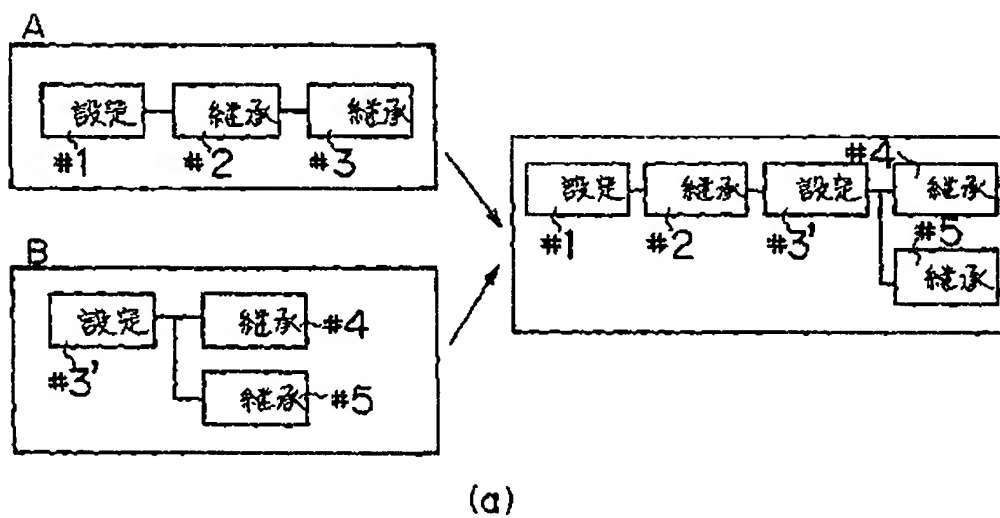 A
設定 継承 継承
#1 #2 #3
B
設定 継承 #4
#3'
継承 #5
#4
設定 継承 設定 継承
#1 #2 #3' #5
継承
(a)